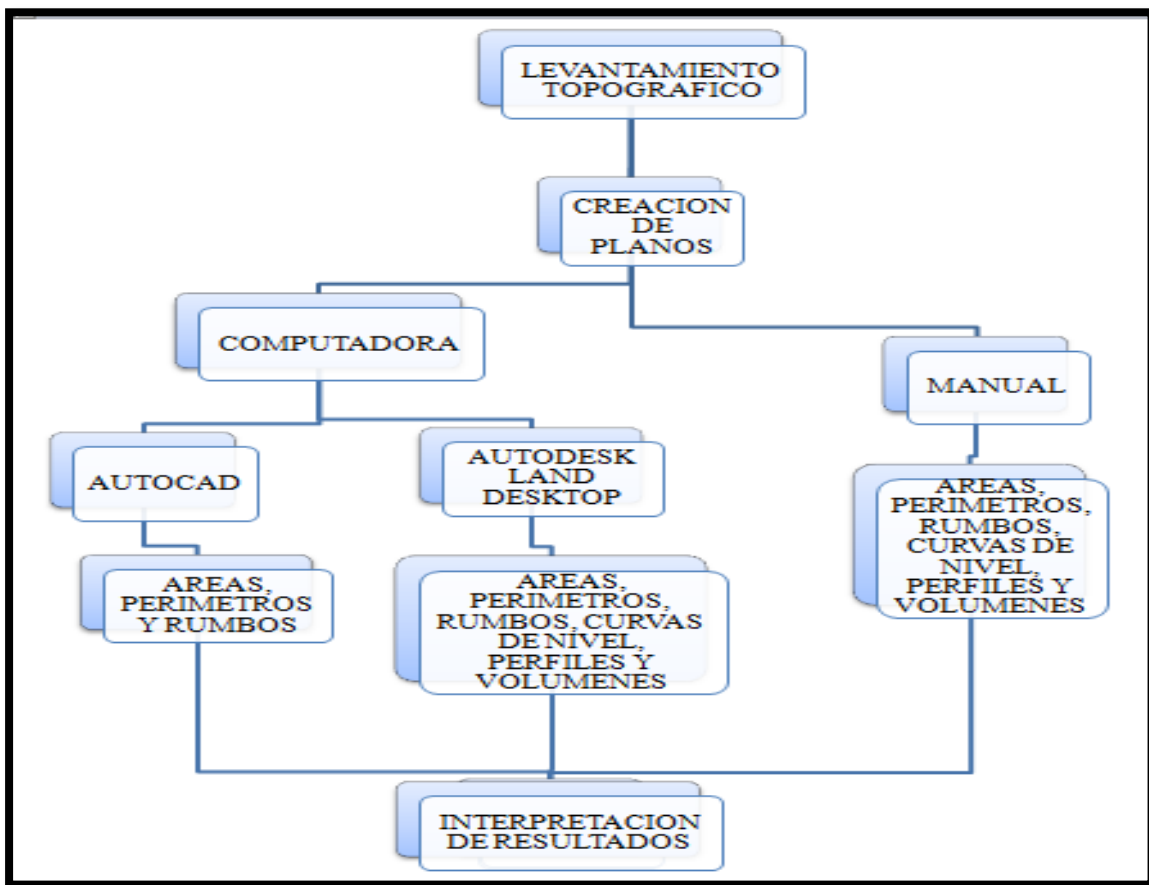 LEVANTAMIENTO
TOPOGRAFICO
CREACION
DE
PLANOS
COMPUTADORA
MANUAL
AUTOCAD
AUTODESK
LAND
DESKTOP
AREAS,
PERIMETROS
Y RUMBOS
AREAS,
PERIMETROS,
RUMBOS, CURVAS
DE NÍVEL,
PERFILES Y
VOLUMENES
AREAS,
PERIMETROS,
RUMBOS,
CURVAS DE
NIVEL,
PERFILES Y
VOLUMENES
INTERPRETACION
DE RESULTADOS